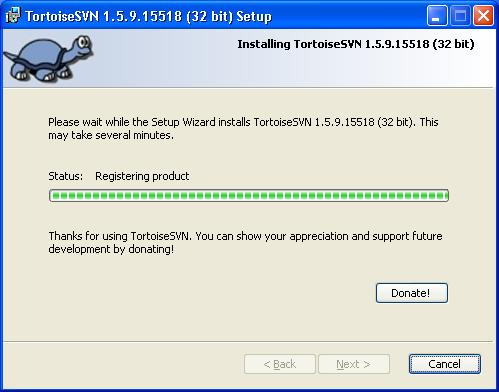 TortoiseSVN 1.5.9.15518 (32 bit) Setup
Installing TortoiseSVN 1.5.9.15518 (32 bit)
Please wait while the Setup Wizard installs TortoiseSVN 1.5.9.15518 (32 bit). This
may take several minutes.
Status: Registering product
Thanks for using TortoiseSVN. You can show your appreciation and support future
development by donating!
Donate!
< Back Next > Cancel